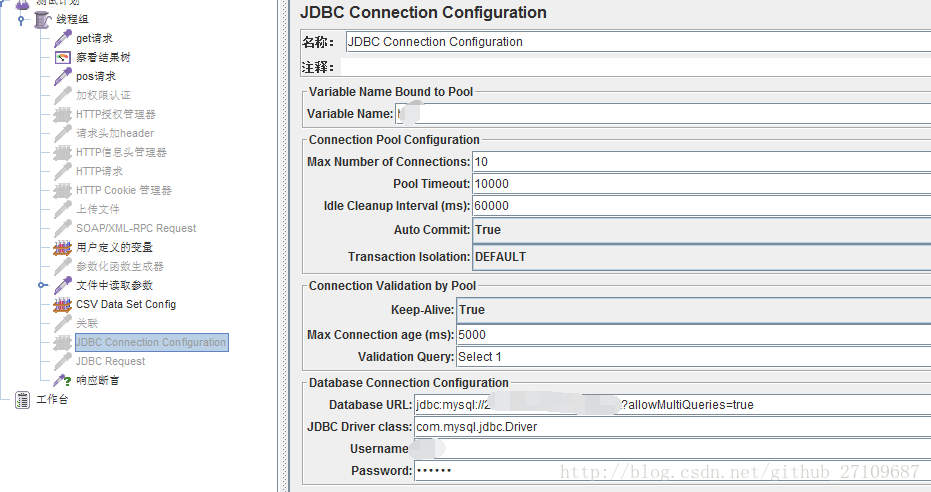 测试计划
线程组
get请求
察看结果树
pos请求
加权限认证
HTTP授权管理器
请求头加header
HTTP信息头管理器
HTTP请求
HTTP Cookie 管理器
上传文件
SOAP/XML-RPC Request
用户定义的变量
参数化函数生成器
文件中读取参数
CSV Data Set Config
关联
JDBC Connection Configuration
JDBC Request
响应断言
工作台
JDBC Connection Configuration
名称： JDBC Connection Configuration
注释：
Variable Name Bound to Pool
Variable Name:
Connection Pool Configuration
Max Number of Connections: 10
Pool Timeout: 10000
Idle Cleanup Interval (ms): 60000
Auto Commit: True
Transaction Isolation: DEFAULT
Connection Validation by Pool
Keep-Alive: True
Max Connection age (ms): 5000
Validation Query: Select 1
Database Connection Configuration
Database URL: jdbc:mysql://2 ?allowMultiQueries=true
JDBC Driver class: com.mysql.jdbc.Driver
Username
Password: ••••••
http://blog.csdn.net/github_27109687